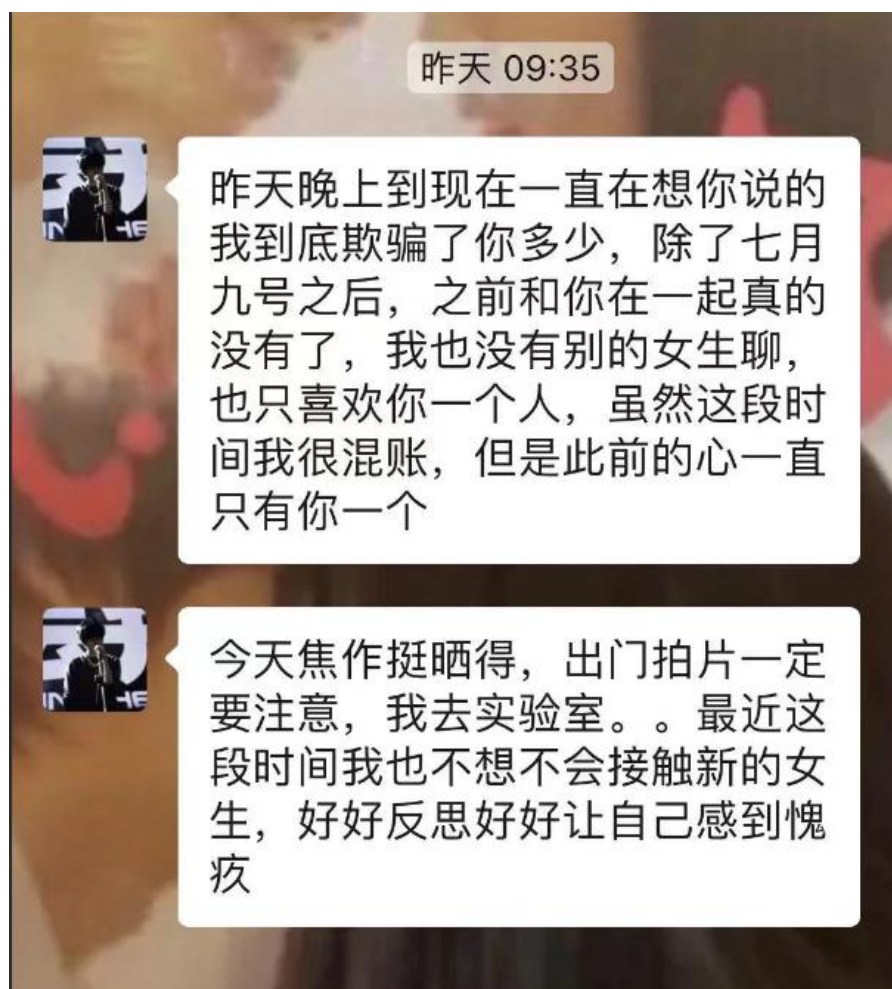 昨天 09:35
昨天晚上到现在一直在想你说的
我到底欺骗了你多少，除了七月
九号之后，之前和你在一起真的
没有了，我也没有别的女生聊，
也只喜欢你一个人，虽然这段时
间我很混账，但是此前的心一直
只有你一个
今天焦作挺晒得，出门拍片一定
要注意，我去实验室。。最近这
段时间我也不想不会接触新的女
生，好好反思好好让自己感到愧
疚